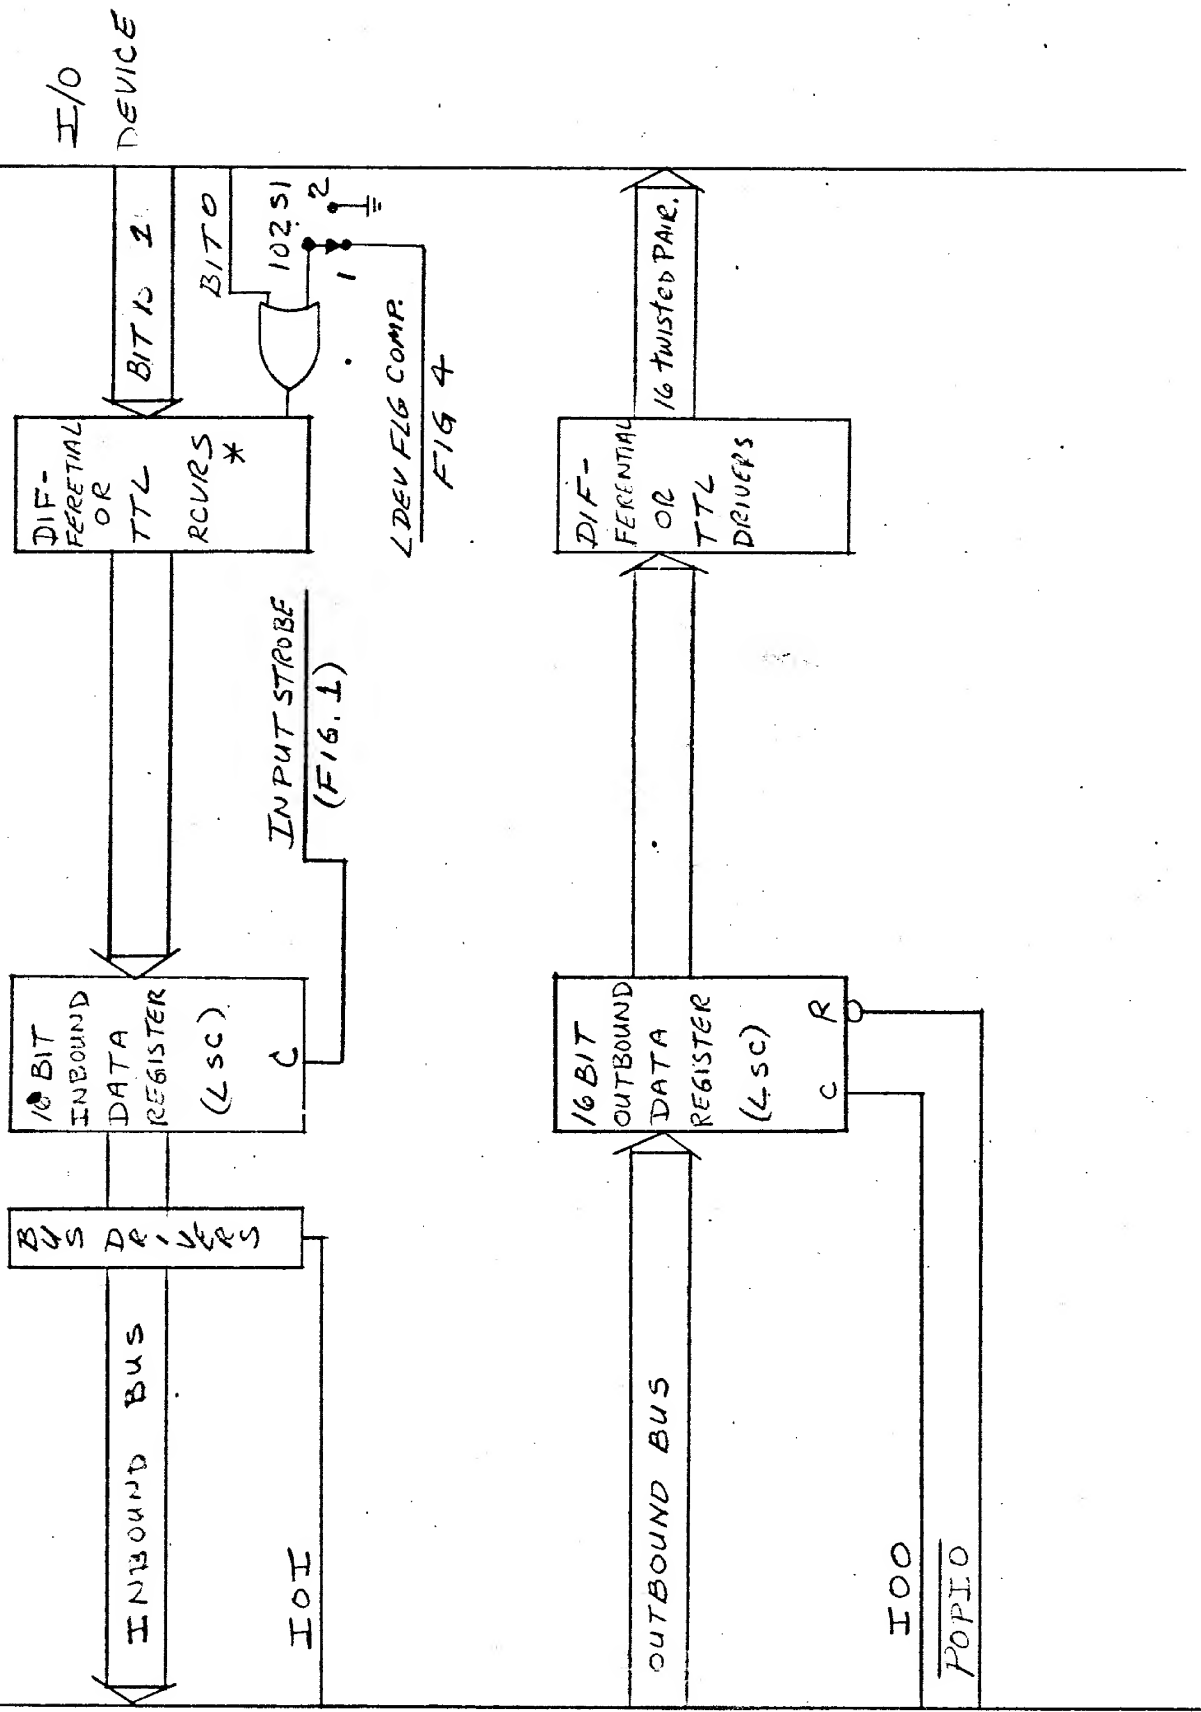 I/O
DEVICE
BIT 15 1
BIT 0
102S1
2
1
DIF-
FERETIAL
OR
TTL
RCVRS
*
LDEV FLG COMP.
FIG 4
INPUT STROBE
(FIG. 1)
16 BIT
INBOUND
DATA
REGISTER
(LSC)
C
BUS DRIVERS
INBOUND BUS
IOI
16 twisted PAIR.
DIF-
FERENTIAL
OR
TTL
DRIVERS
16 BIT
OUTBOUND
DATA
REGISTER
(LSC)
C R
OUTBOUND BUS
IOO
POPIO